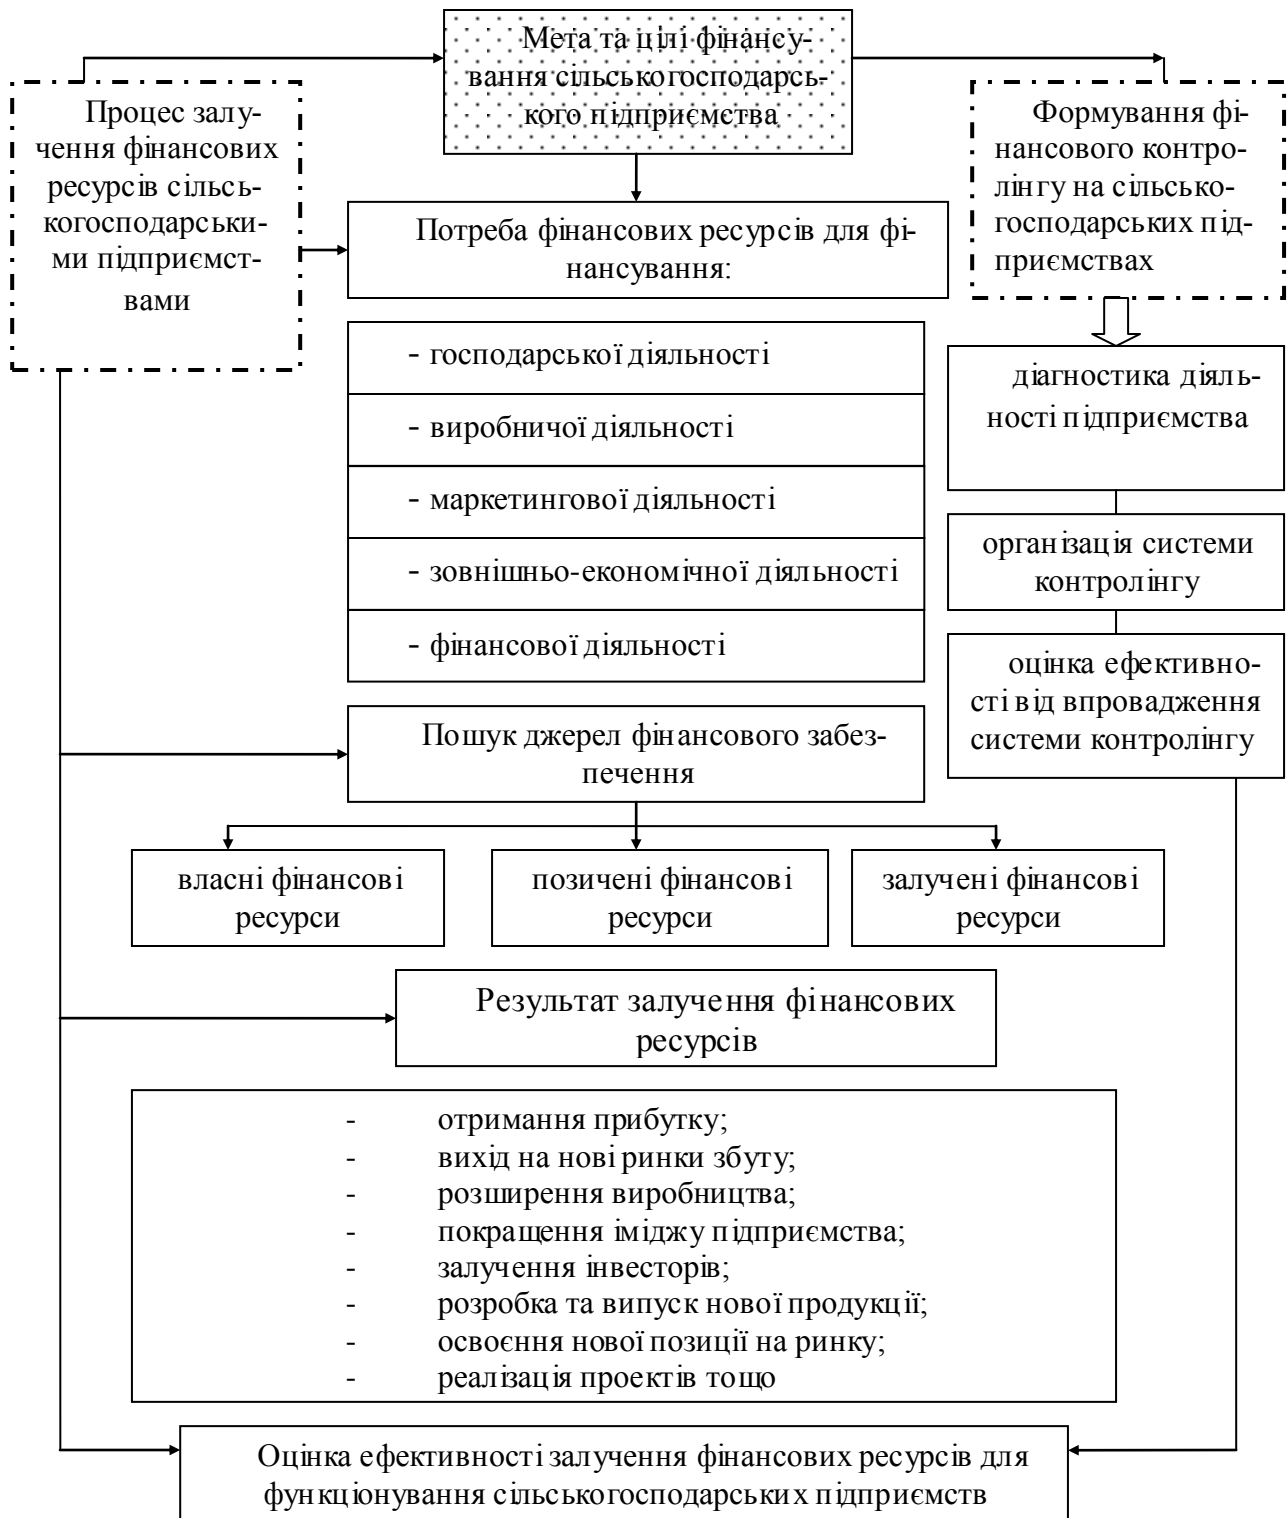 Мета та цілі фінансу-
вання сільськогосподарсь-
кого підприємства
Процес залу-
чення фінансових
ресурсів сільсь-
когосподарськи-
ми підприємст-
вами
Формування фі-
нансового контро-
лінгу на сільсько-
господарських під-
приємствах
Потреба фінансових ресурсів для фі-
нансування:
- господарської діяльності
- виробничої діяльності
- маркетингової діяльності
- зовнішньо-економічної діяльності
- фінансової діяльності
діагностика діяль-
ності підприємства
організація системи
контролінгу
оцінка ефективно-
сті від впровадження
системи контролінгу
Пошук джерел фінансового забез-
печення
власні фінансові
ресурси
позичені фінансові
ресурси
залучені фінансові
ресурси
Результат залучення фінансових
ресурсів
- отримання прибутку;
- вихід на нові ринки збуту;
- розширення виробництва;
- покращення іміджу підприємства;
- залучення інвесторів;
- розробка та випуск нової продукції;
- освоєння нової позиції на ринку;
- реалізація проектів тощо
Оцінка ефективності залучення фінансових ресурсів для
функціонування сільськогосподарських підприємств